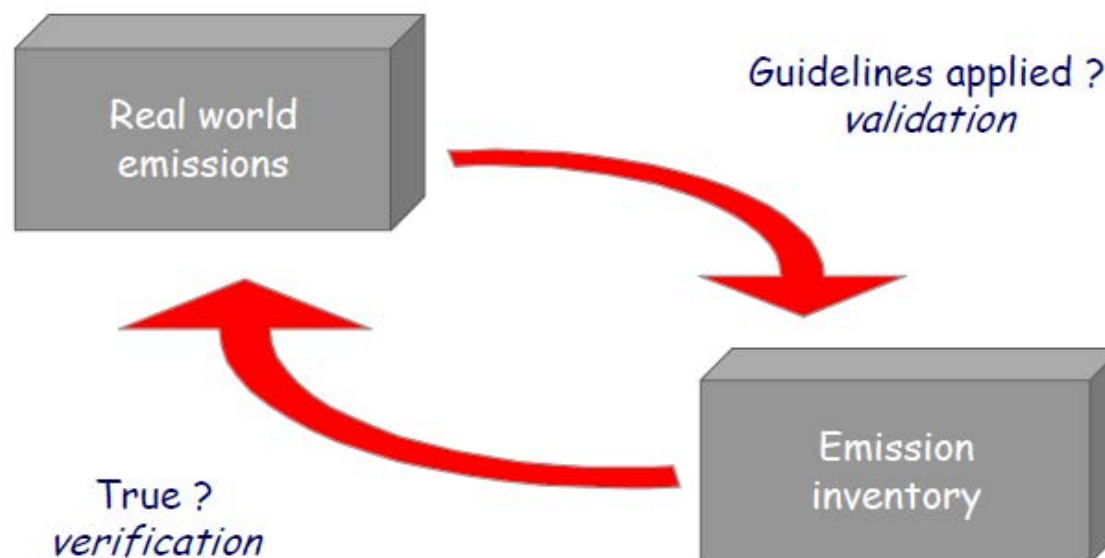 Real world
emissions
Guidelines applied ?
validation
True ?
verification
Emission
inventory